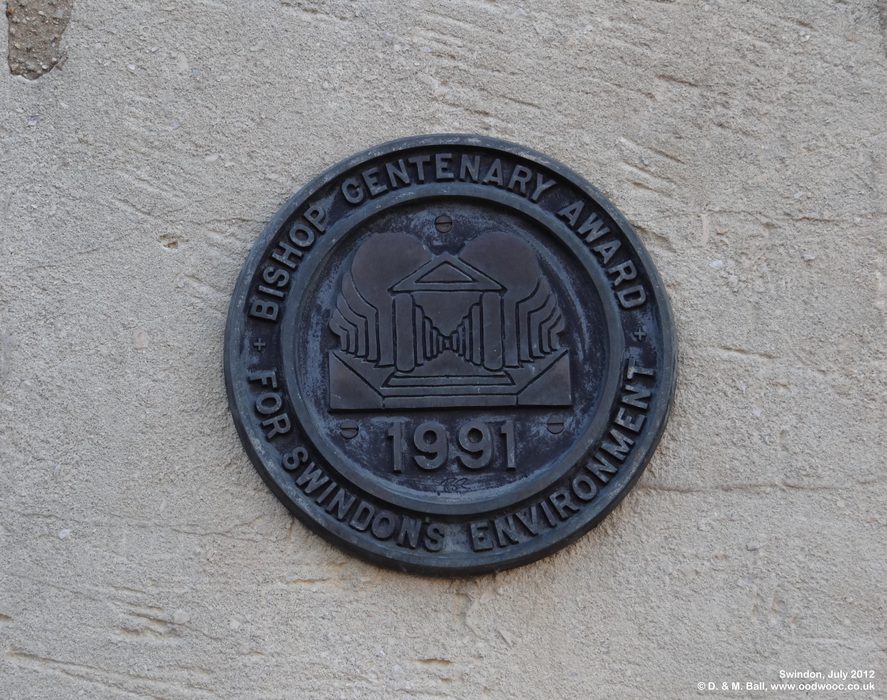 BISHOP CENTENARY AWARD
FOR SWINDON'S ENVIRONMENT
1991
Swindon, July 2012
© D. & M. Ball, www.oodwooc.co.uk